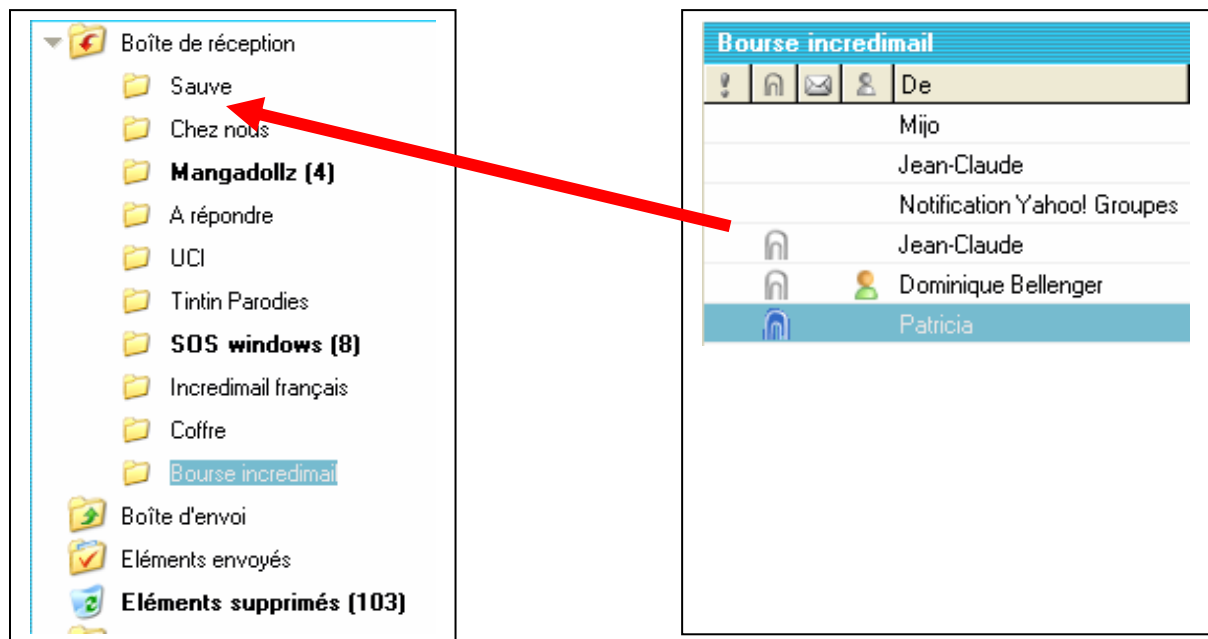 Boîte de réception
Sauve
Chez nous
Mangadollz (4)
A répondre
UCI
Tintin Parodies
SOS windows (8)
Incredimail français
Coffre
Bourse incredimail
Boîte d'envoi
Eléments envoyés
Eléments supprimés (103)
Bourse incredimail
De
Mijo
Jean-Claude
Notification Yahoo! Groupes
Jean-Claude
Dominique Bellenger
Patricia